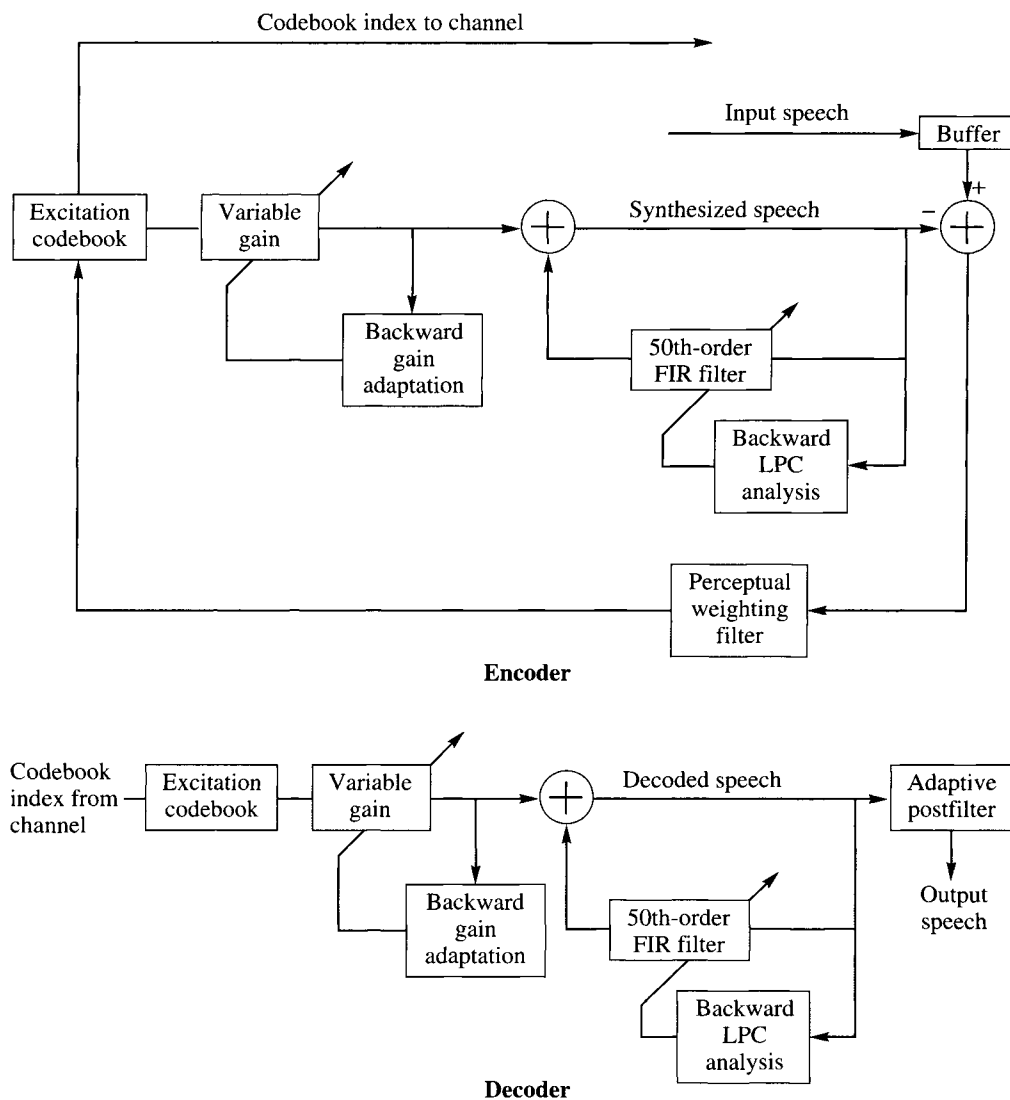 Codebook index to channel
Input speech
Buffer
+
Excitation
codebook
Variable
gain
Synthesized speech
−
Backward
gain
adaptation
50th-order
FIR filter
Backward
LPC
analysis
Perceptual
weighting
filter
Encoder
Codebook
index from
channel
Excitation
codebook
Variable
gain
Decoded speech
Adaptive
postfilter
Backward
gain
adaptation
50th-order
FIR filter
Output
speech
Backward
LPC
analysis
Decoder